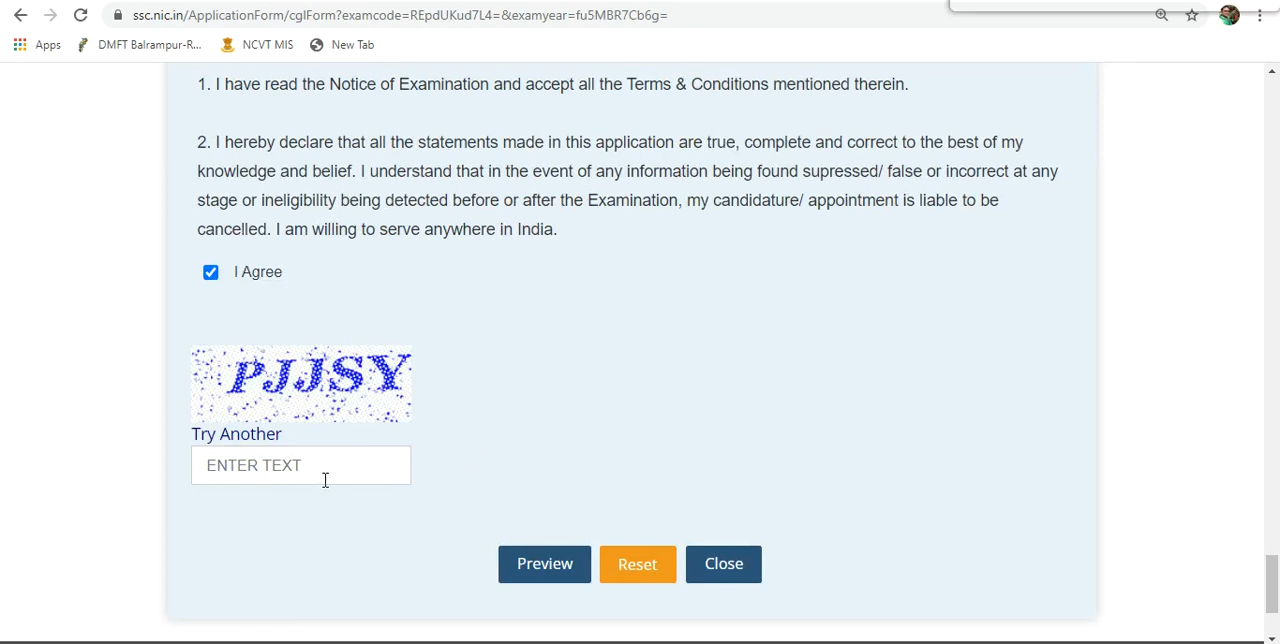 ssc.nic.in/ApplicationForm/cglForm?examcode=REpdUKud7L4=&examyear=fu5MBR7Cb6g=
Apps DMFT Balrampur-R... NCVT MIS New Tab
1. I have read the Notice of Examination and accept all the Terms & Conditions mentioned therein.
2. I hereby declare that all the statements made in this application are true, complete and correct to the best of my
knowledge and belief. I understand that in the event of any information being found supressed/ false or incorrect at any
stage or ineligibility being detected before or after the Examination, my candidature/ appointment is liable to be
cancelled. I am willing to serve anywhere in India.
I Agree
PJJSY
Try Another
ENTER TEXT
Preview Reset Close